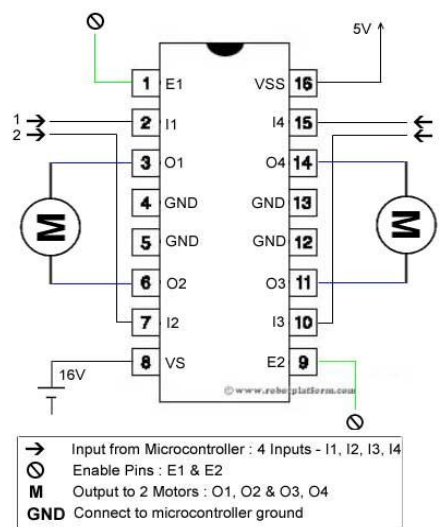 5V
1 E1
VSS 16
1
2 I1
I4 15
2
3 O1
O4 14
4 GND
GND 13
M
M
5 GND
GND 12
6 O2
O3 11
7 I2
I3 10
16V
8 VS
E2 9
©www.robotplatform.com
Input from Microcontroller : 4 Inputs - I1, I2, I3, I4
Enable Pins : E1 & E2
M Output to 2 Motors : O1, O2 & O3, O4
GND Connect to microcontroller ground